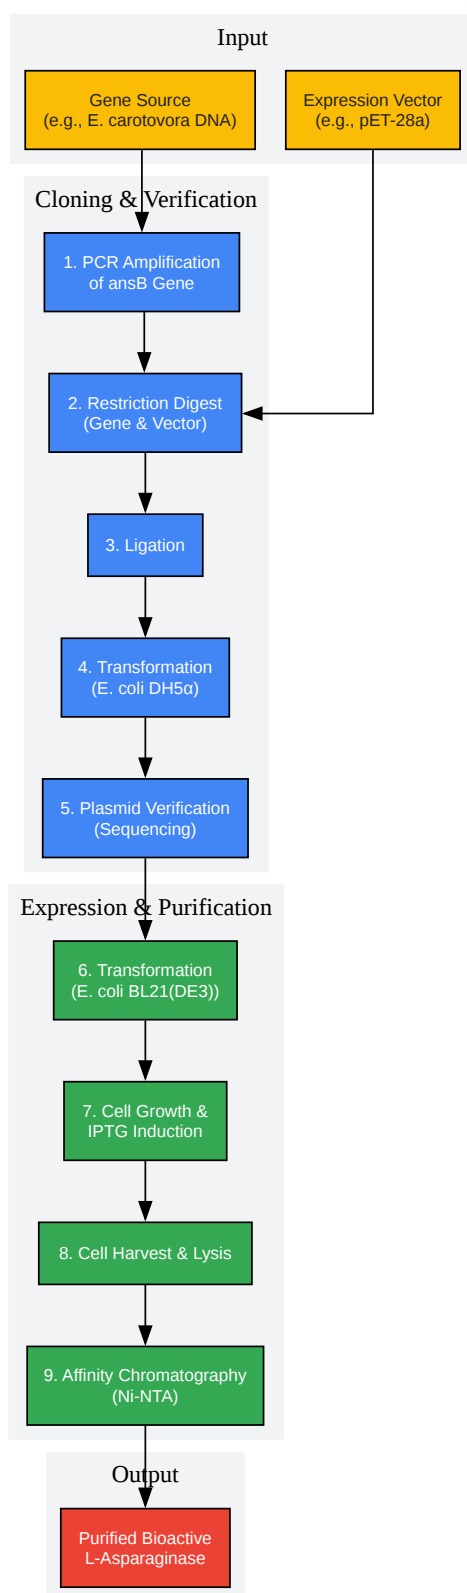 Input
Gene Source
(e.g., E. carotovora DNA)
Expression Vector
(e.g., pET-28a)
Cloning & Verification
1. PCR Amplification
of ansB Gene
2. Restriction Digest
(Gene & Vector)
3. Ligation
4. Transformation
(E. coli DH5α)
5. Plasmid Verification
(Sequencing)
Expression & Purification
6. Transformation
(E. coli BL21(DE3))
7. Cell Growth &
IPTG Induction
8. Cell Harvest & Lysis
9. Affinity Chromatography
(Ni-NTA)
Output
Purified Bioactive
L-Asparaginase